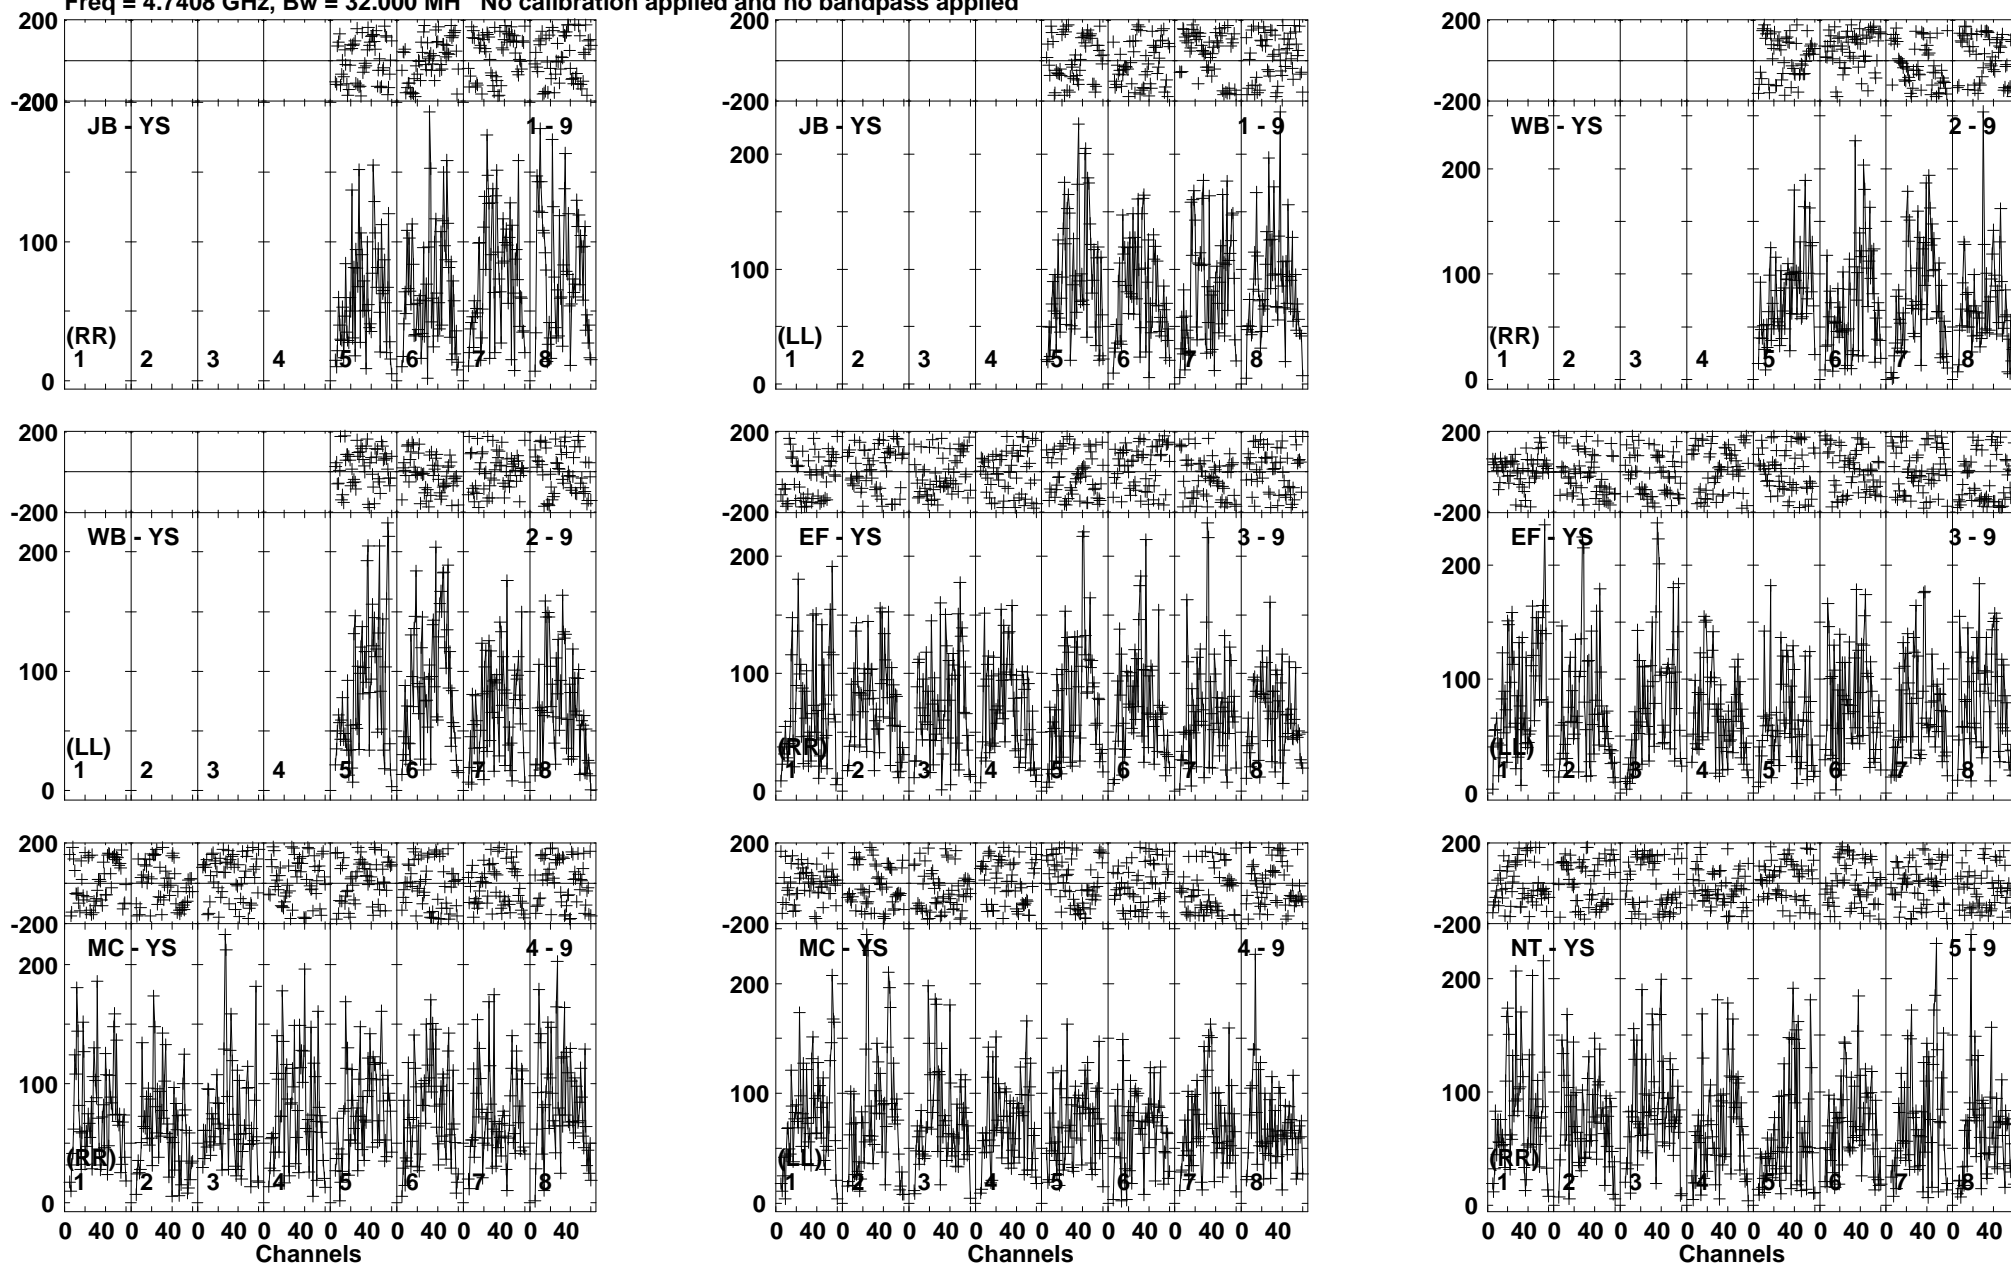 Freq = 4.7408 GHz, Bw = 32.000 MH No calibration applied and no bandpass applied
200 200 200
-200 -200 -200
JB - YS 1 - 9 JB - YS 1 - 9 WB - YS 2 - 9
200 200
100 100 100
(RR) (LL) (RR)
1 2 3 4 5 6 7 8 1 2 3 4 5 6 7 8 1 2 3 4 5 6 7 8
0 0 0
200 200 200
-200 -200 -200
WB - YS 2 - 9 EF - YS 3 - 9 EF - YS 3 - 9
200 200 200
100 100 100
(LL) (RR) (LL)
1 2 3 4 5 6 7 8 1 2 3 4 5 6 7 8 1 2 3 4 5 6 7 8
0 0 0
200 200 200
-200 -200 -200
MC - YS 4 - 9 MC - YS 4 - 9 NT - YS 5 - 9
200 200 200
100 100 100
(RR) (LL) (RR)
1 2 3 4 5 6 7 8 1 2 3 4 5 6 7 8 1 2 3 4 5 6 7 8
0 0 0
0 40 0 40 0 40 0 40 0 40 0 40 0 40 0 40 0 40 0 40 0 40 0 40 0 40 0 40 0 40 0 40 0 40 0 40 0 40 0 40 0 40 0 40 0 40 0 40
Channels Channels Channels